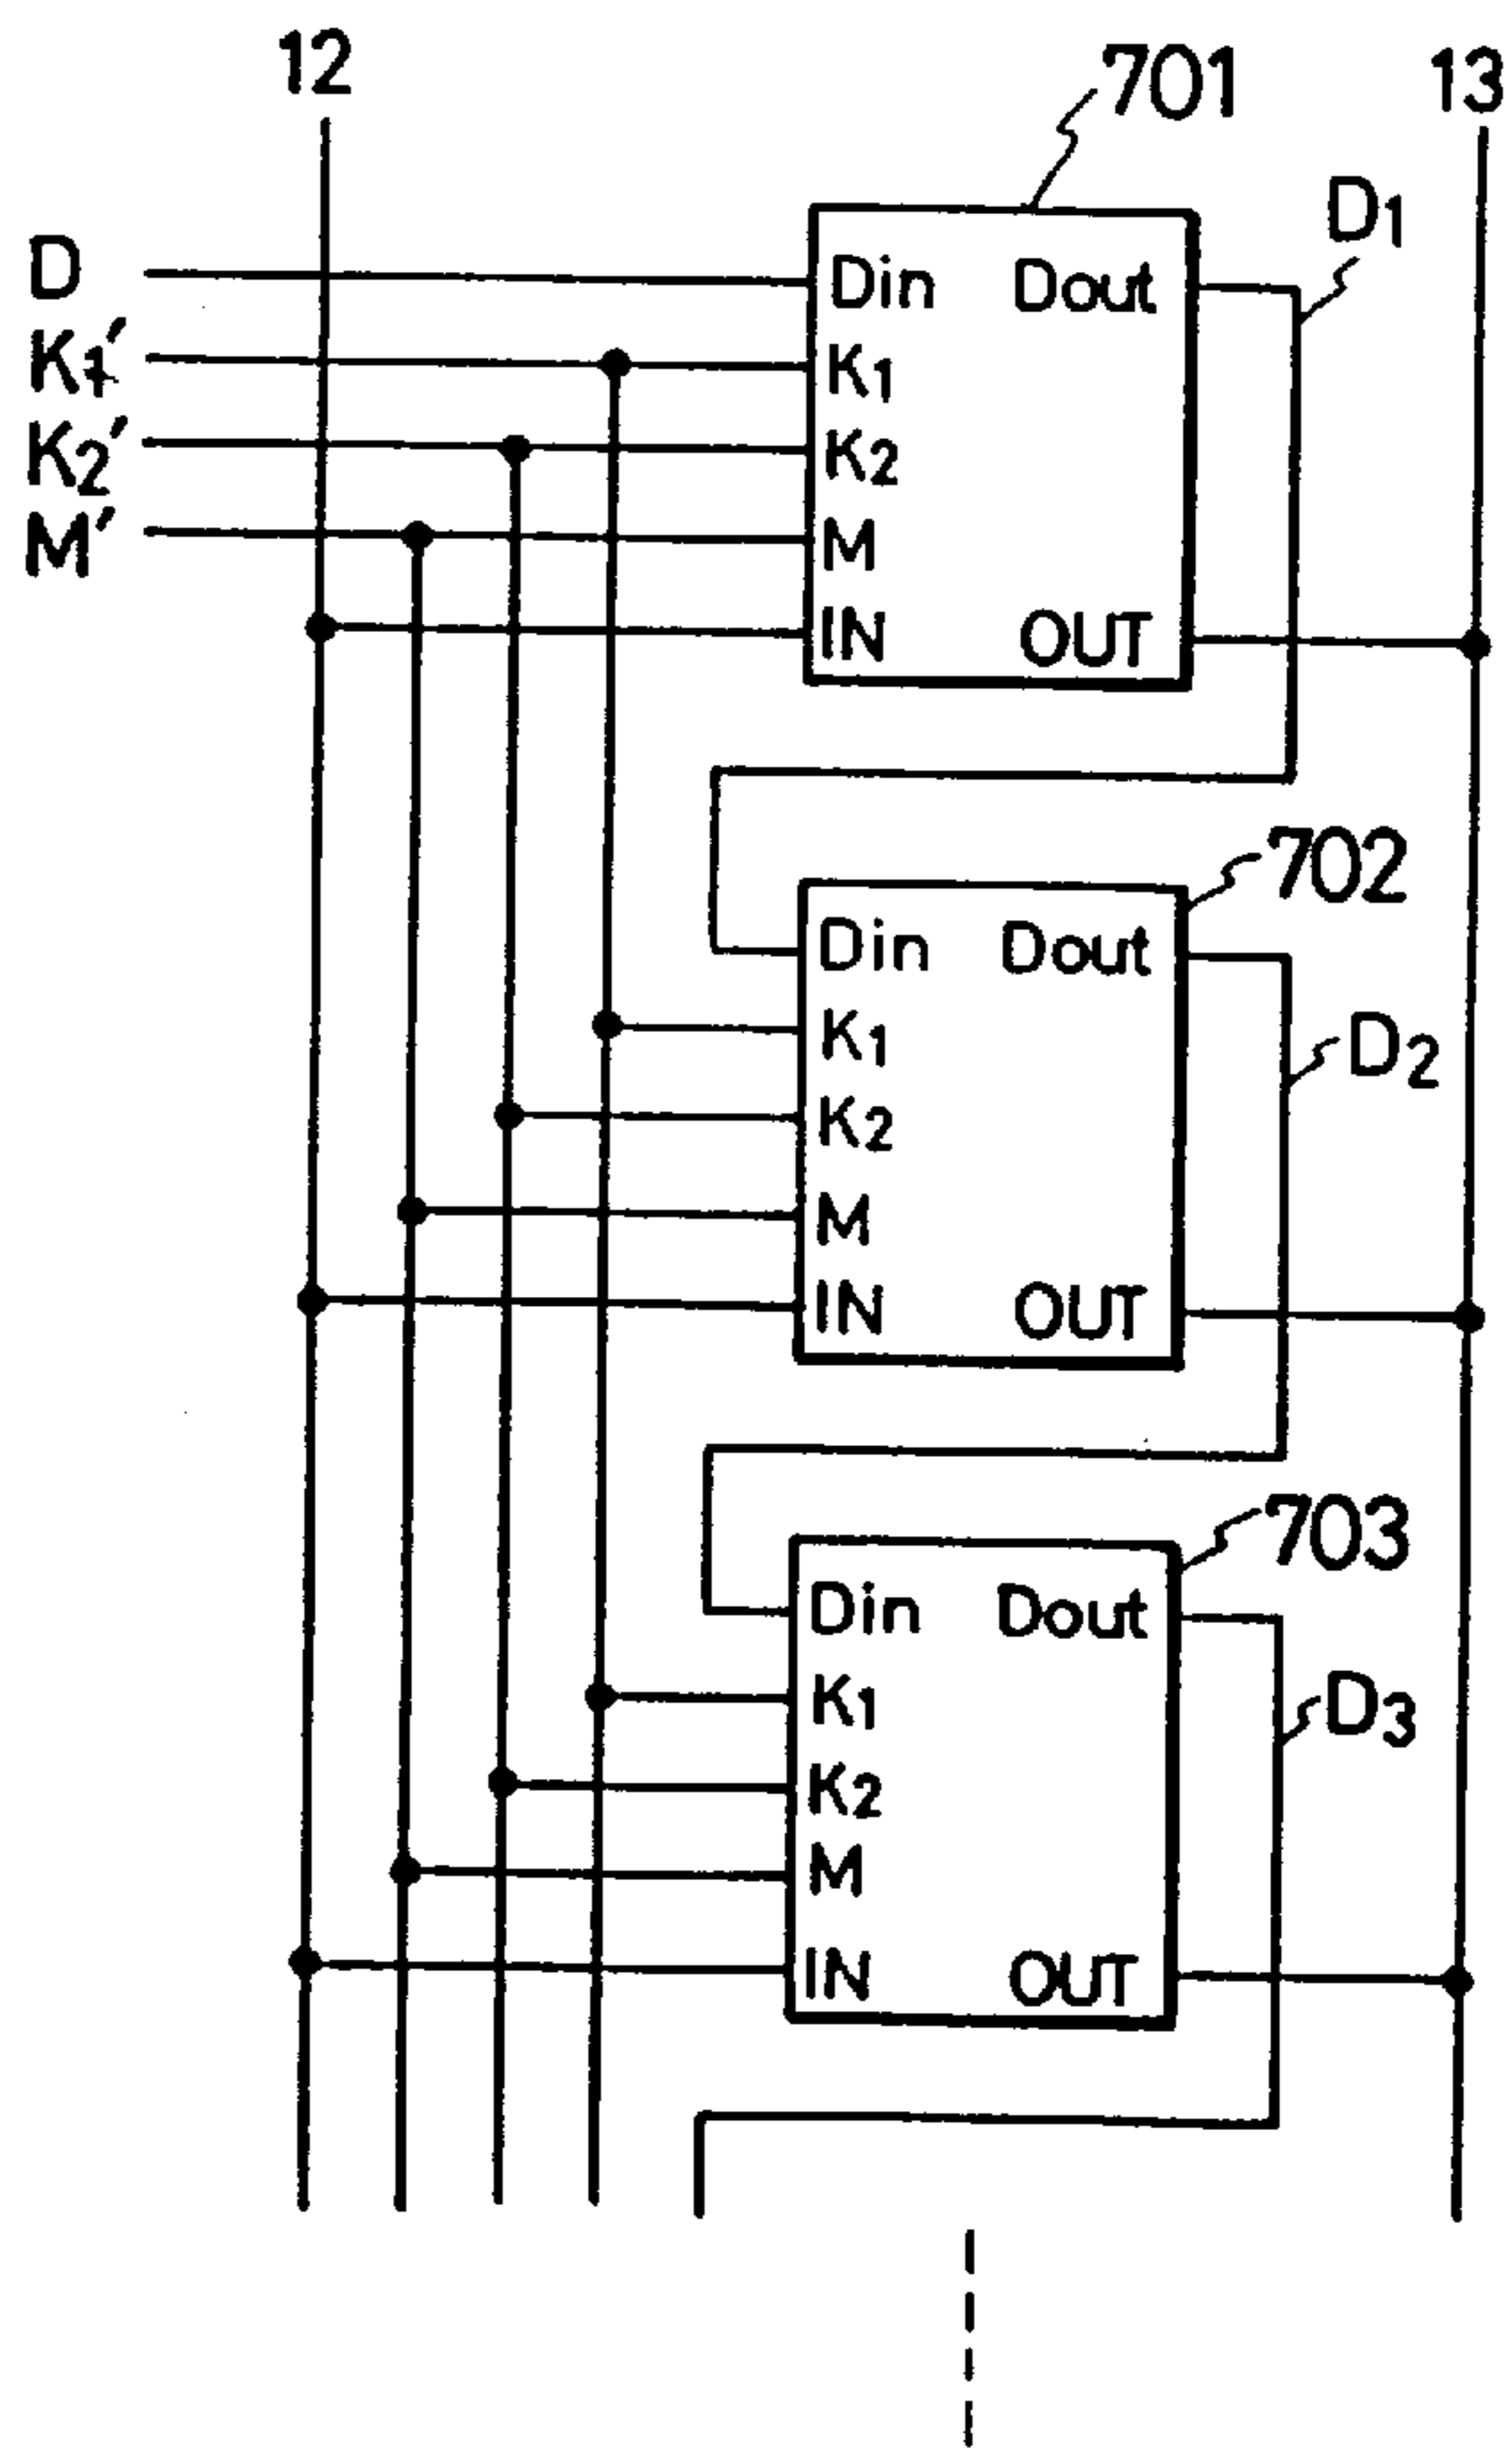 12
701
13
D1
D
Din Dout
K1′
K1
K2′
K2
M′
M
IN OUT
702
Din Dout
K1
D2
K2
M
IN OUT
703
Din Dout
K1
D3
K2
M
IN OUT